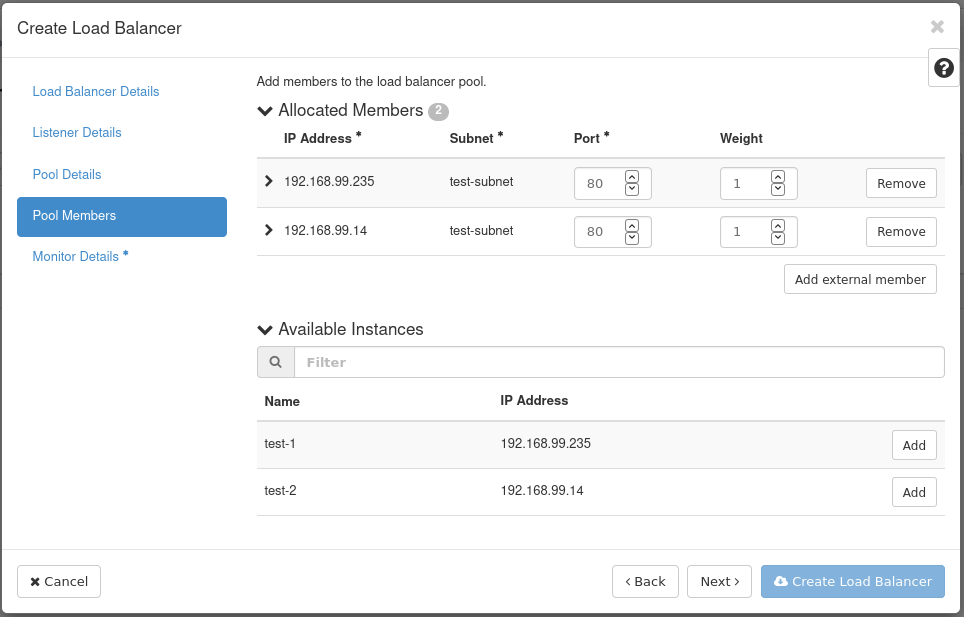 Create Load Balancer
Load Balancer Details
Listener Details
Pool Details
Pool Members
Monitor Details *
Add members to the load balancer pool.
Allocated Members 2
IP Address * Subnet * Port * Weight
192.168.99.235 test-subnet 80 1 Remove
192.168.99.14 test-subnet 80 1 Remove
Add external member
Available Instances
Filter
Name IP Address
test-1 192.168.99.235 Add
test-2 192.168.99.14 Add
Cancel Back Next Create Load Balancer